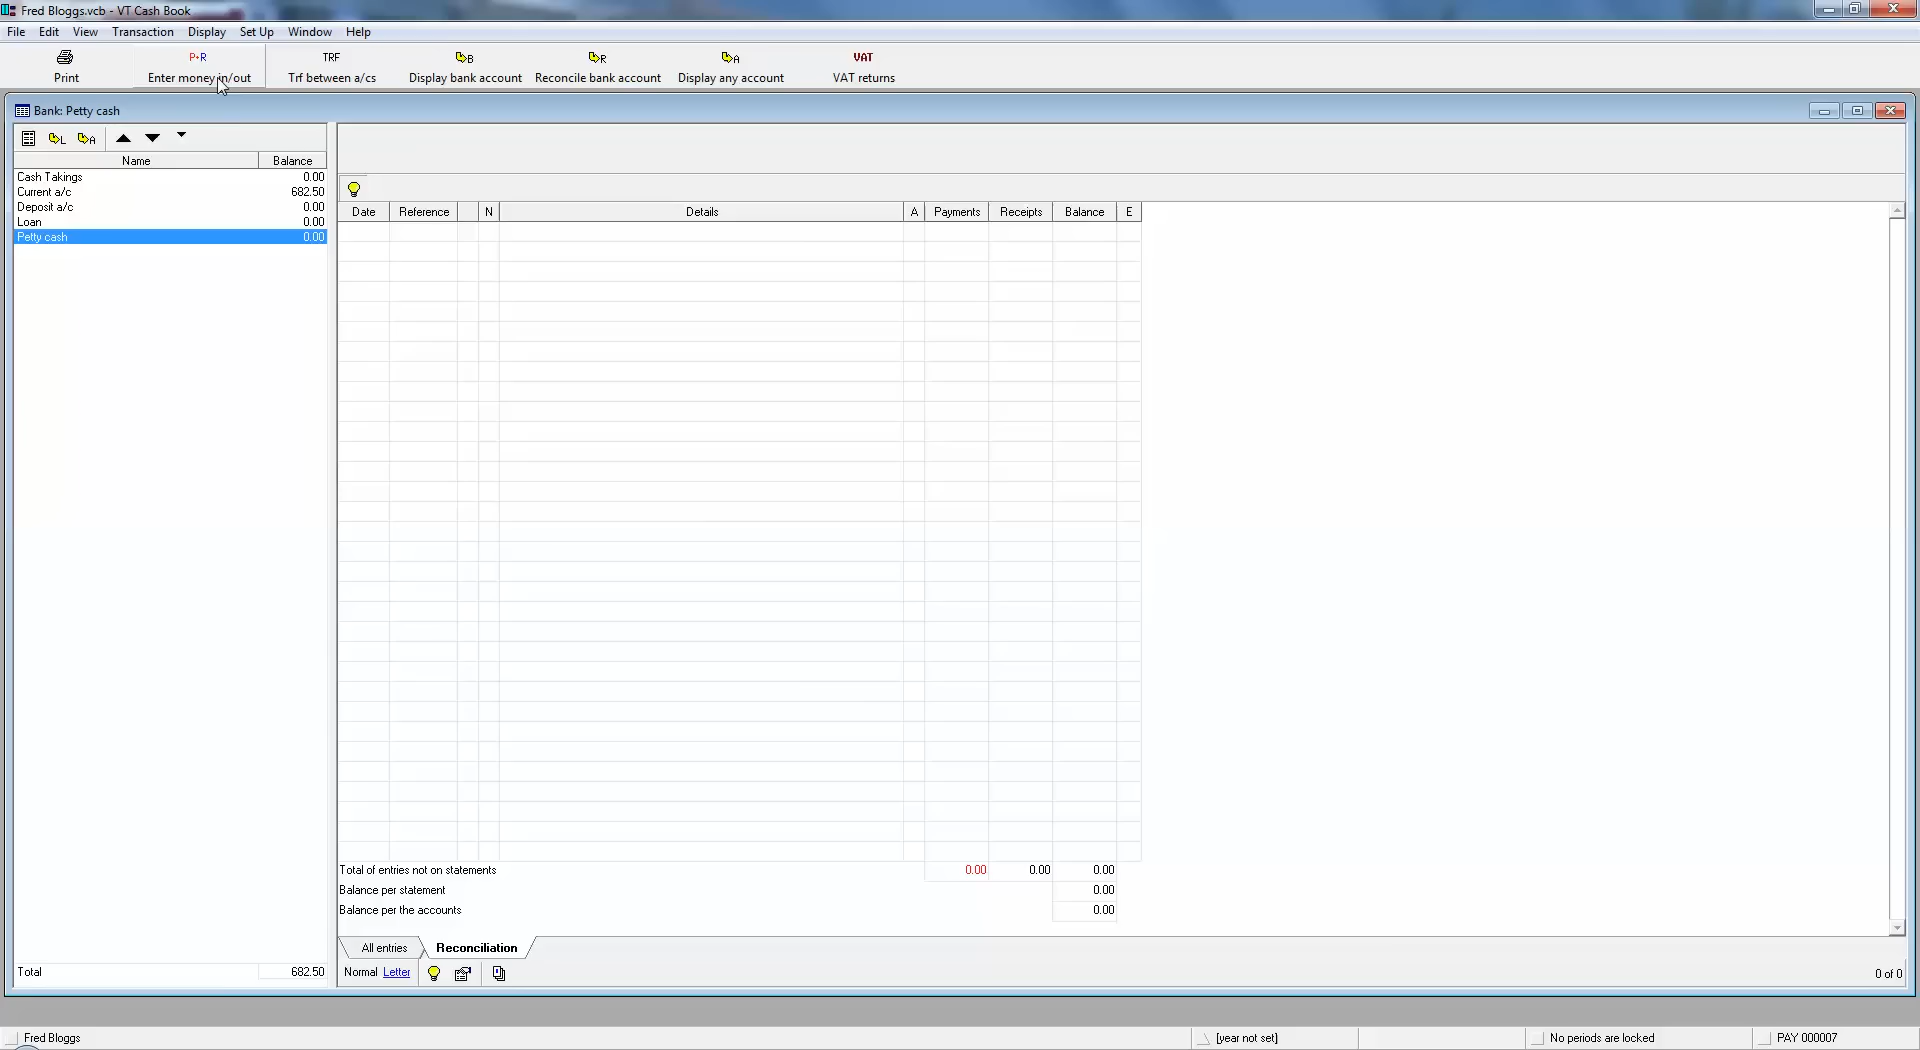 Fred Bloggs.vcb - VT Cash Book
File Edit View Transaction Display Set Up Window Help
P+R TRF B R A VAT
Print Enter money in/out Trf between a/cs Display bank account Reconcile bank account Display any account VAT returns
Bank: Petty cash
L A
Name Balance
Cash Takings 0.00
Current a/c 682.50
Deposit a/c 0.00
Loan 0.00
Petty cash 0.00
Date Reference N Details A Payments Receipts Balance E
Total of entries not on statements 0.00 0.00 0.00
Balance per statement 0.00
Balance per the accounts 0.00
All entries Reconciliation
Total 682.50
Normal Letter
0 of 0
Fred Bloggs [year not set] No periods are locked PAY 000007